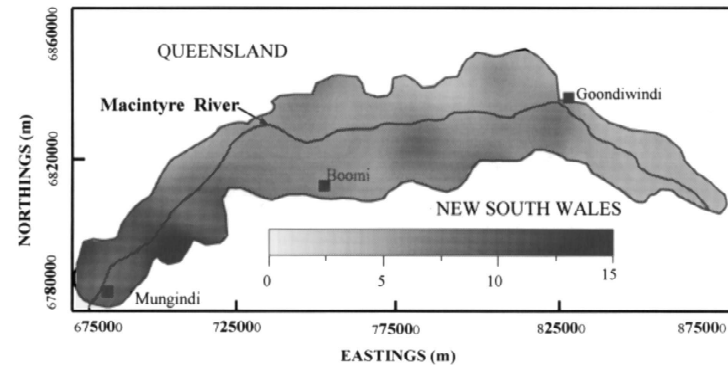 6860000
QUEENSLAND
Goondiwindi
Macintyre River
6820000
Boomi
NORTHINGS (m)
NEW SOUTH WALES
0 5 10 15
6780000
Mungindi
675000 725000 775000 825000 875000
EASTINGS (m)